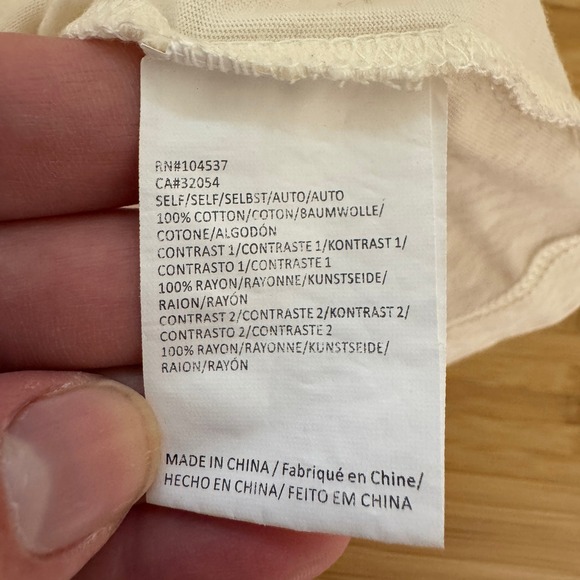 RN#104537
CA#32054
SELF/SELF/SELBST/AUTO/AUTO
100% COTTON/COTON/BAUMWOLLE/
COTONE/ALGODÓN
CONTRAST 1/CONTRASTE 1/KONTRAST 1/
CONTRASTO 1/CONTRASTE 1
100% RAYON/RAYONNE/KUNSTSEIDE/
RAION/RAYÓN
CONTRAST 2/CONTRASTE 2/KONTRAST 2/
CONTRASTO 2/CONTRASTE 2
100% RAYON/RAYONNE/KUNSTSEIDE/
RAION/RAYÓN
MADE IN CHINA / Fabriqué en Chine/
HECHO EN CHINA/ FEITO EM CHINA